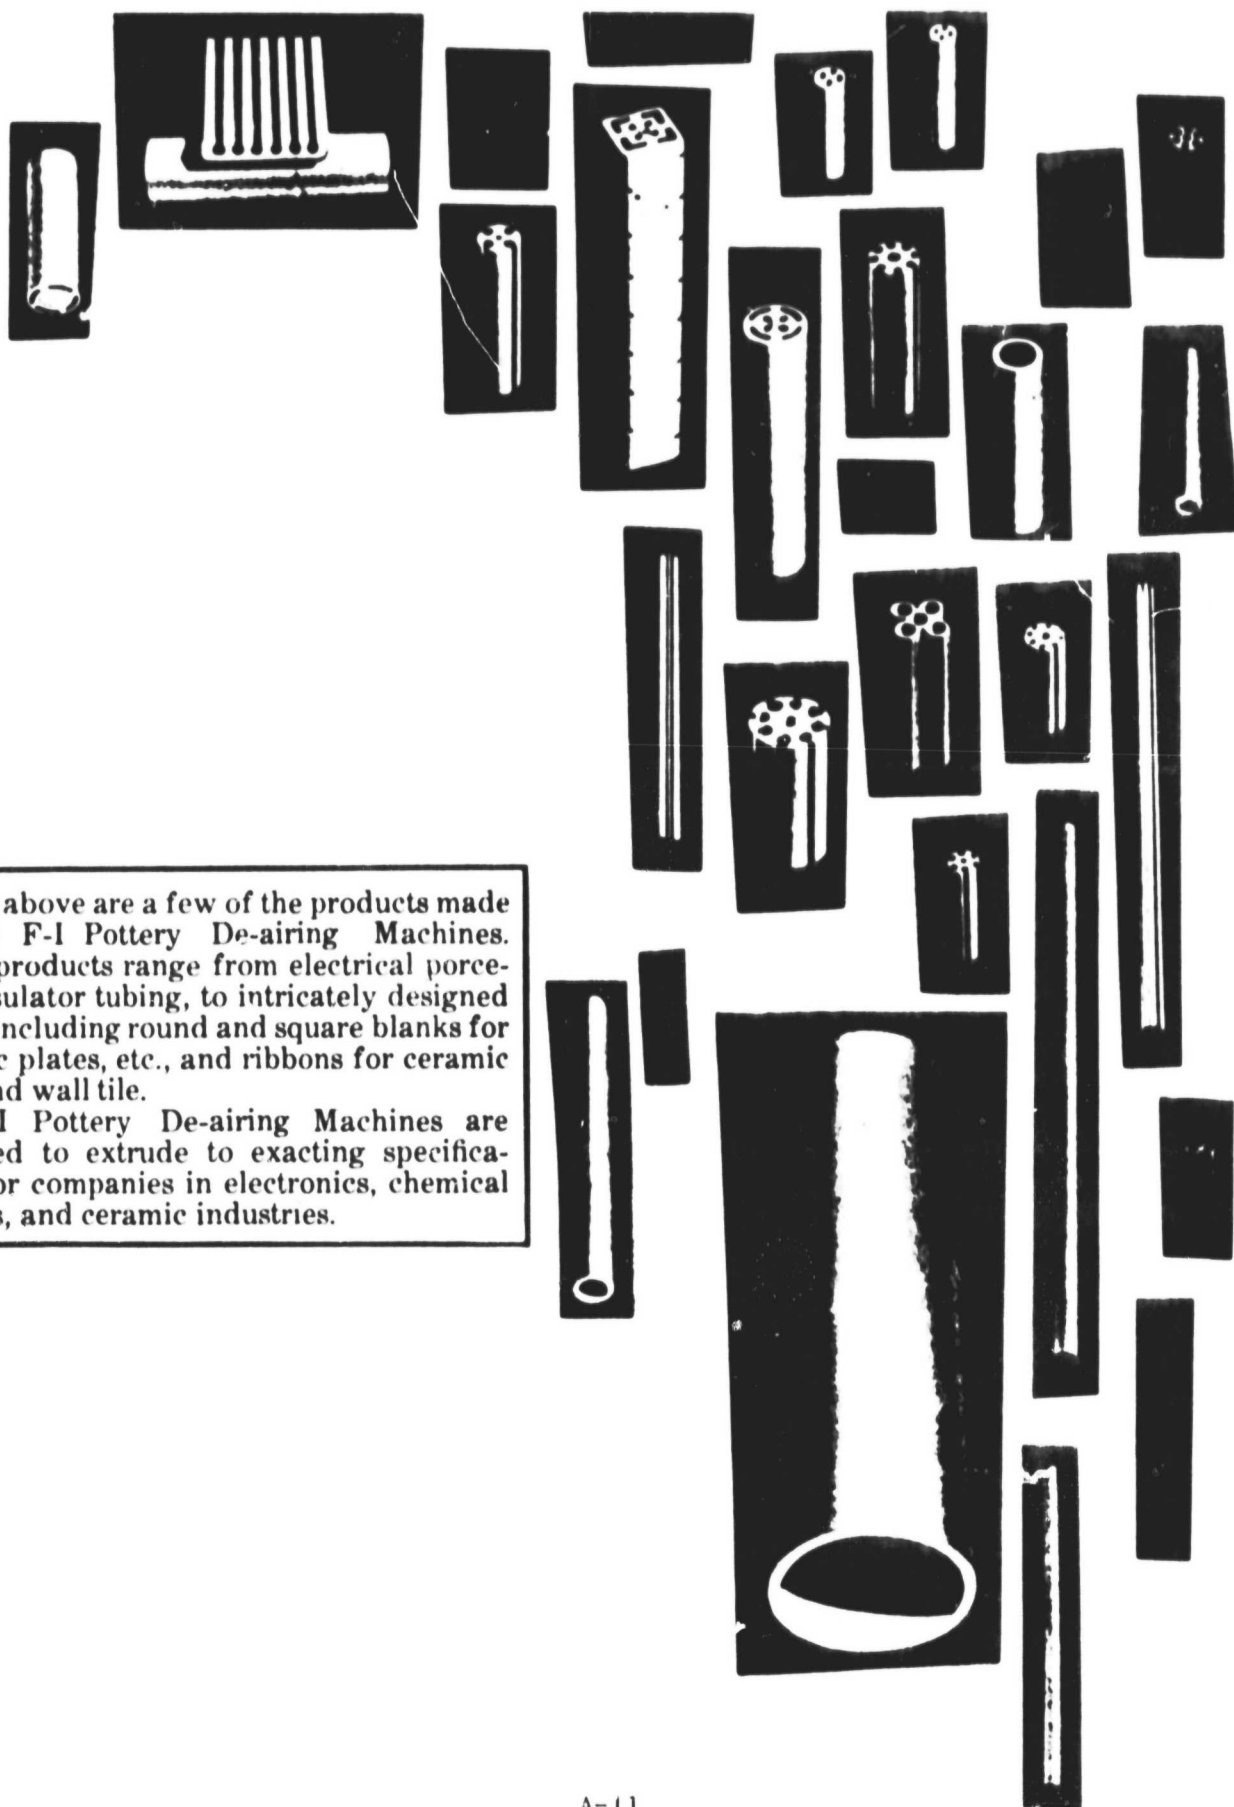 above are a few of the products made
F-I Pottery De-airing Machines.
products range from electrical porce-
sulator tubing, to intricately designed
including round and square blanks for
c plates, etc., and ribbons for ceramic
nd wall tile.
I Pottery De-airing Machines are
ed to extrude to exacting specifica-
or companies in electronics, chemical
s, and ceramic industries.